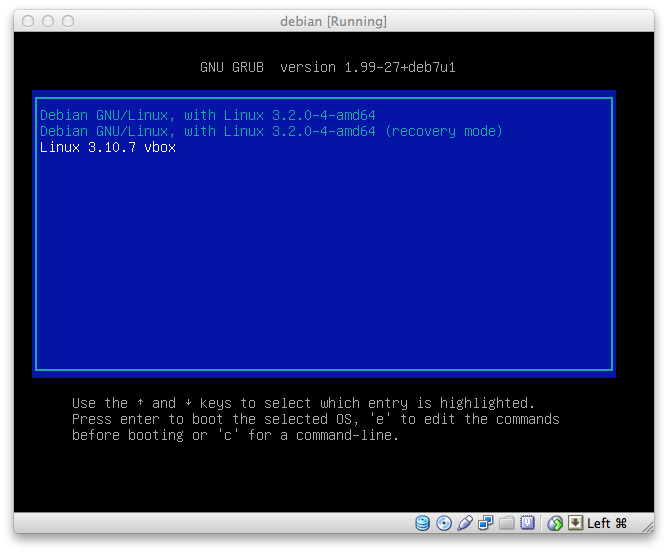 debian [Running]
GNU GRUB  version 1.99-27+deb7u1
Debian GNU/Linux, with Linux 3.2.0-4-amd64
Debian GNU/Linux, with Linux 3.2.0-4-amd64 (recovery mode)
Linux 3.10.7 vbox
Use the ↑ and ↓ keys to select which entry is highlighted.
Press enter to boot the selected OS, 'e' to edit the commands
before booting or 'c' for a command-line.
Left ⌘